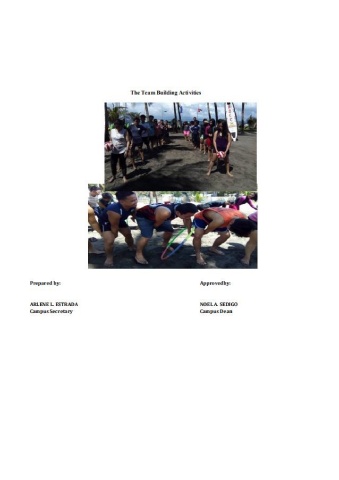 The Team Building Activities
Prepared by:
Approvedby:
ARLENE L. ESTRADA
NOEL A. SEDIGO
Campus Secretary
Campus Dean